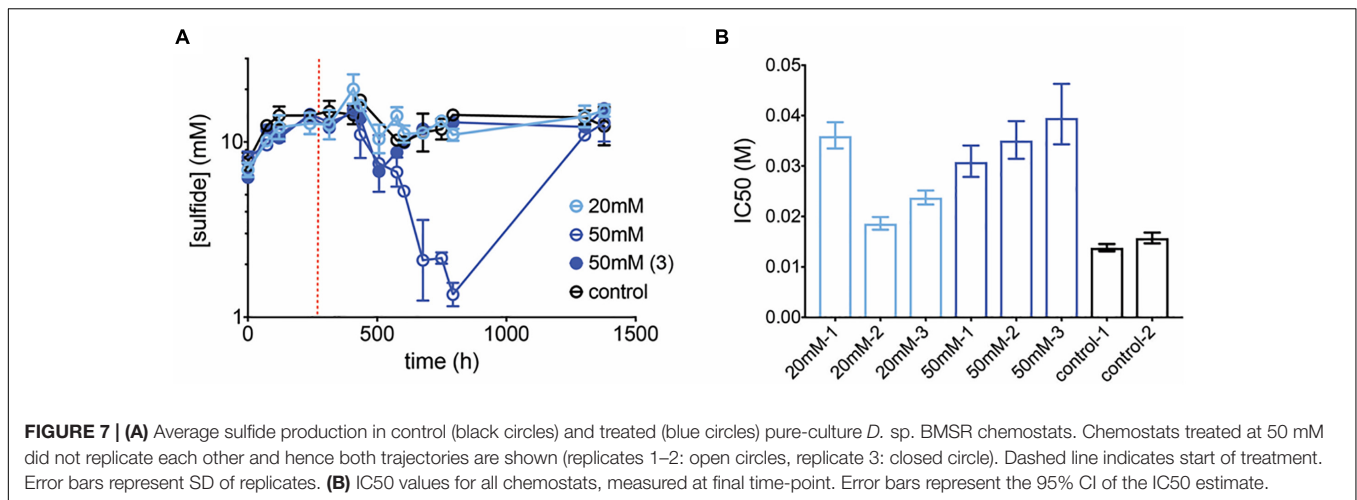 A
B
[sulfide] (mM)
10
1
0
500
1000
1500
time (h)
20mM
50mM
50mM (3)
control
IC50 (M)
0.05
0.04
0.03
0.02
0.01
0.00
20mM-1
20mM-2
20mM-3
50mM-1
50mM-2
50mM-3
control-1
control-2
FIGURE 7 | (A) Average sulfide production in control (black circles) and treated (blue circles) pure-culture D. sp. BMSR chemostats. Chemostats treated at 50 mM
did not replicate each other and hence both trajectories are shown (replicates 1–2: open circles, replicate 3: closed circle). Dashed line indicates start of treatment.
Error bars represent SD of replicates. (B) IC50 values for all chemostats, measured at final time-point. Error bars represent the 95% CI of the IC50 estimate.